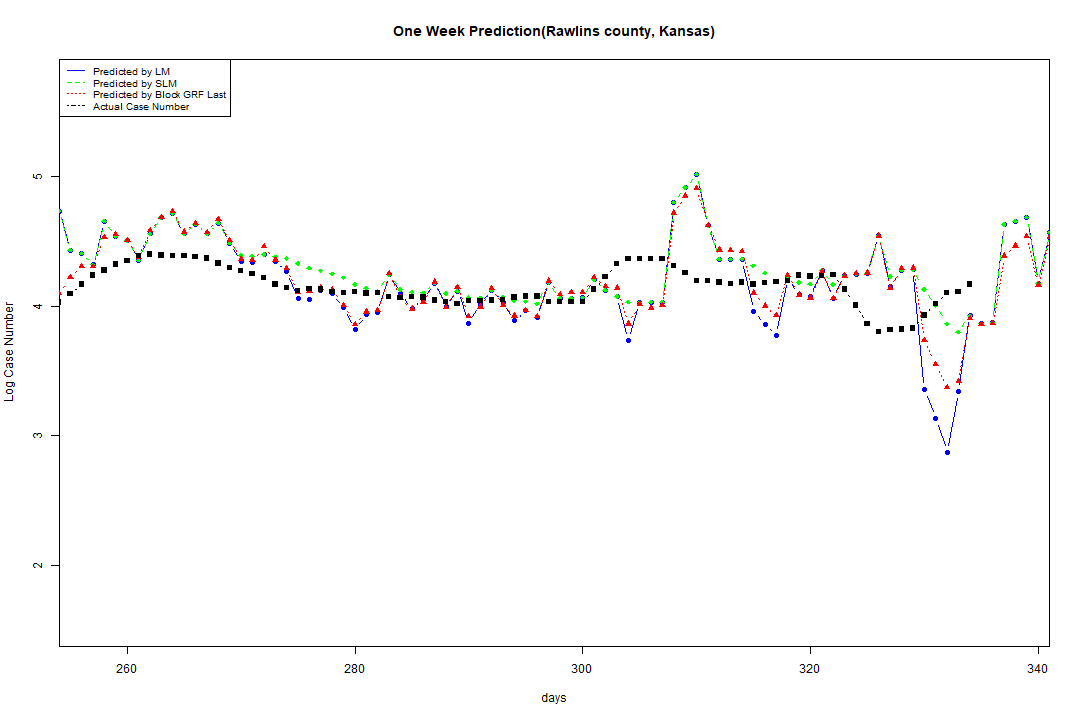 One Week Prediction(Rawlins county, Kansas)
Predicted by LM
Predicted by SLM
Predicted by Block GRF Last
Actual Case Number
5
4
3
2
Log Case Number
260 280 300 320 340
days